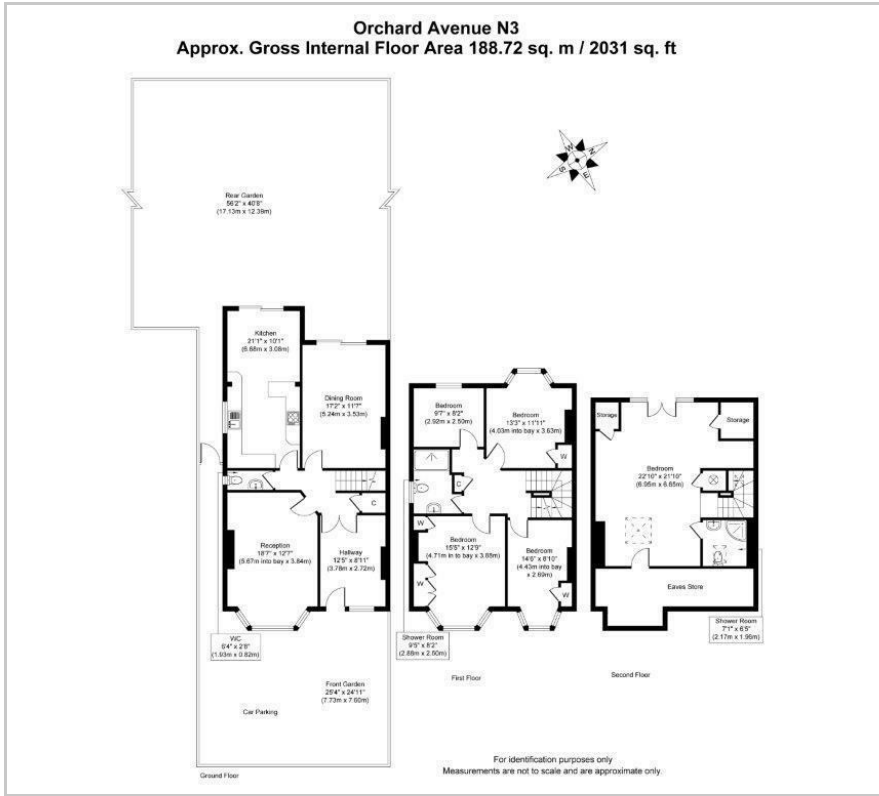 Orchard Avenue N3
Approx. Gross Internal Floor Area 188.72 sq. m / 2031 sq. ft
Rear Garden
56'2" x 40'8"
(17.13m x 12.39m)
N
E
S
W
Kitchen
21'1" x 10'1"
(6.68m x 3.08m)
Dining Room
17'2" x 11'7"
(5.24m x 3.53m)
C
Reception
18'7" x 12'7"
(5.67m into bay x 3.84m)
Hallway
12'5" x 8'11"
(3.78m x 2.72m)
WC
6'4" x 2'8"
(1.93m x 0.82m)
Front Garden
25'4" x 24'11"
(7.73m x 7.60m)
Car Parking
Ground Floor
Bedroom
9'7" x 8'2"
(2.92m x 2.50m)
Bedroom
13'3" x 11'11"
(4.03m into bay x 3.63m)
W
C
W
Bedroom
15'5" x 12'9"
(4.71m in to bay x 3.88m)
W
Bedroom
14'6" x 8'10"
(4.43m into bay
x 2.69m)
W
Shower Room
9'5" x 8'2"
(2.88m x 2.50m)
First Floor
Storage
Storage
Bedroom
22'10" x 21'10"
(6.95m x 6.65m)
Eaves Store
Shower Room
7'1" x 6'5"
(2.17m x 1.95m)
Second Floor
For identification purposes only
Measurements are not to scale and are approximate only.